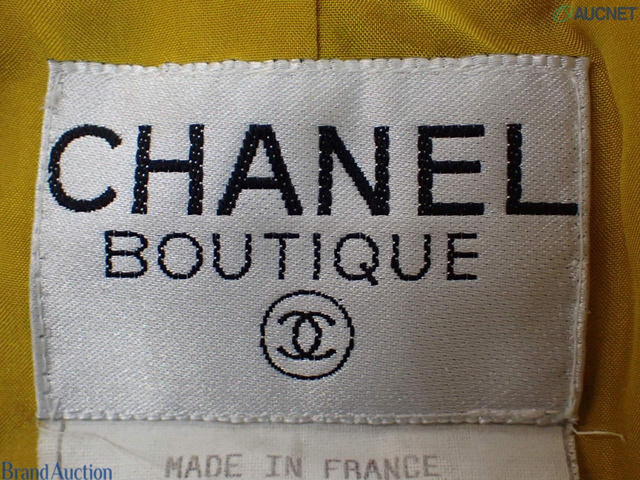 AUCNET
CHANEL
BOUTIQUE
MADE IN FRANCE
Brand Auction